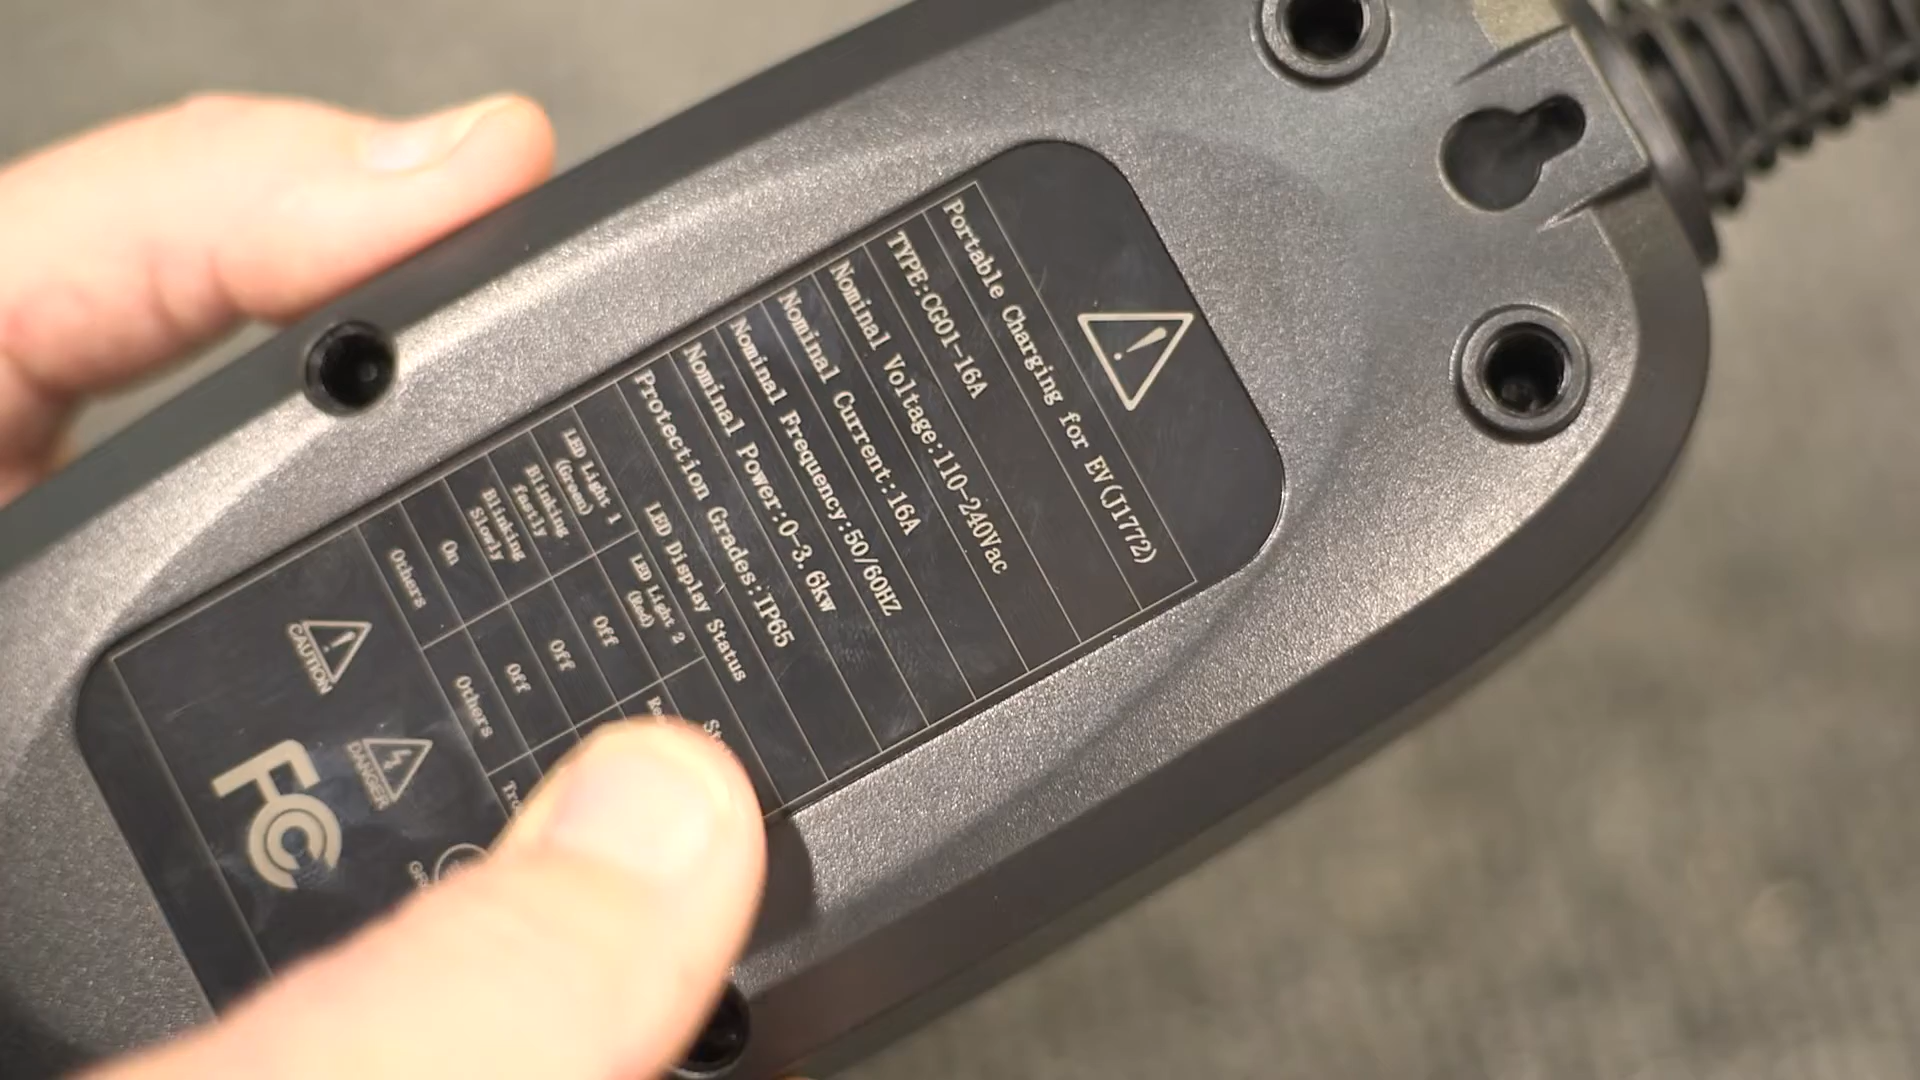 Portable Charging for EV(J1772)
TYPE:CG01-16A
Nominal Voltage:110-240Vac
Nominal Current:16A
Nominal Frequency:50/60HZ
Nominal Power:0-3.6kw
Protection Grades:IP65
LED Display Status
LED Light 1
(Green)
LED Light 2
(Red)
Blinking
fastly
Off
Blinking
Slowly
Off
On
Off
Others
Others
CAUTION
DANGER
FC